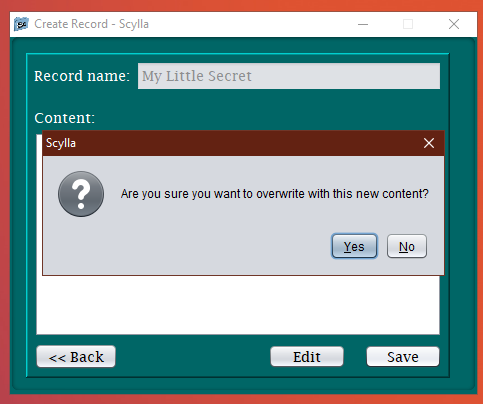 Create Record - Scylla
Record name: My Little Secret
Content:
Scylla
Are you sure you want to overwrite with this new content?
Yes No
<< Back Edit Save